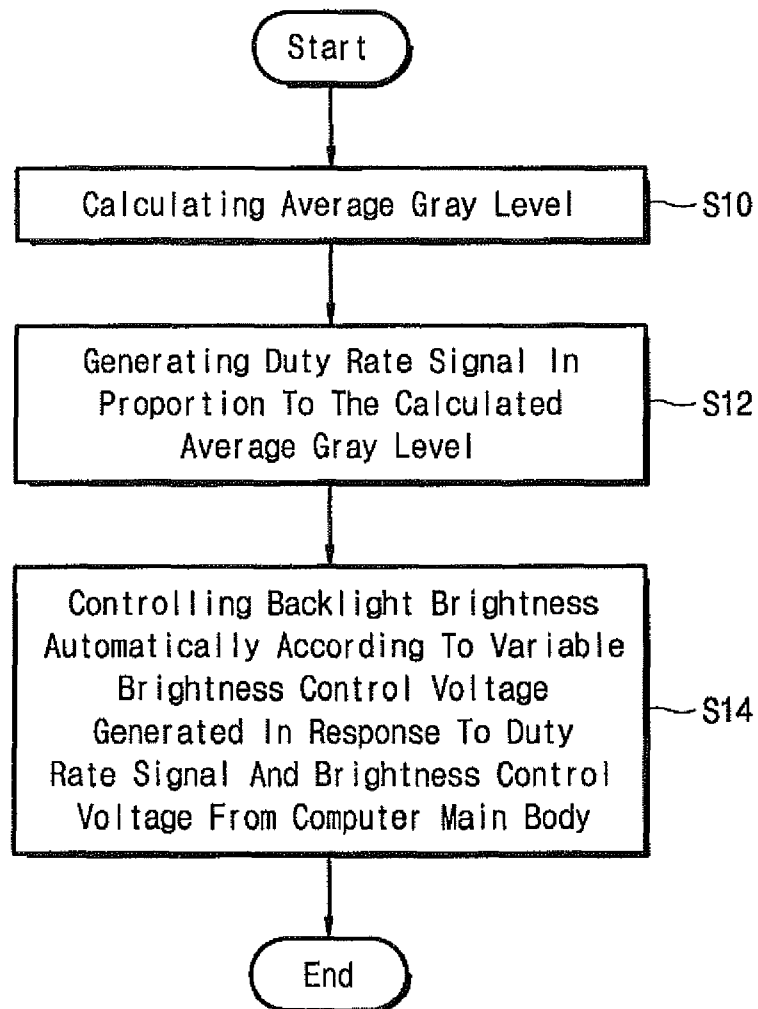 Start
Calculating Average Gray Level
S10
Generating Duty Rate Signal In
Proportion To The Calculated
Average Gray Level
S12
Controlling Backlight Brightness
Automatically According To Variable
Brightness Control Voltage
Generated In Response To Duty
Rate Signal And Brightness Control
Voltage From Computer Main Body
S14
End